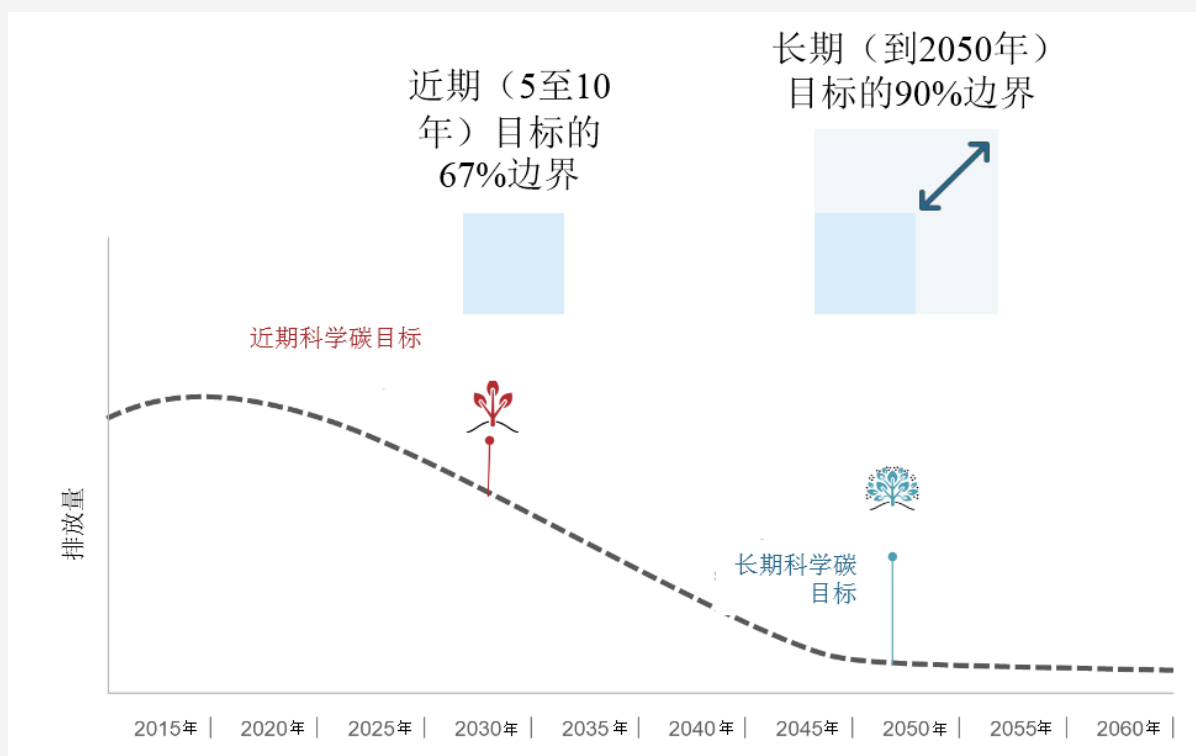 近期（5至10
年）目标的
67%边界
长期（到2050年）
目标的90%边界
近期科学碳目标
长期科学碳
目标
排放量
2015年 2020年 2025年 2030年 2035年 2040年 2045年 2050年 2055年 2060年